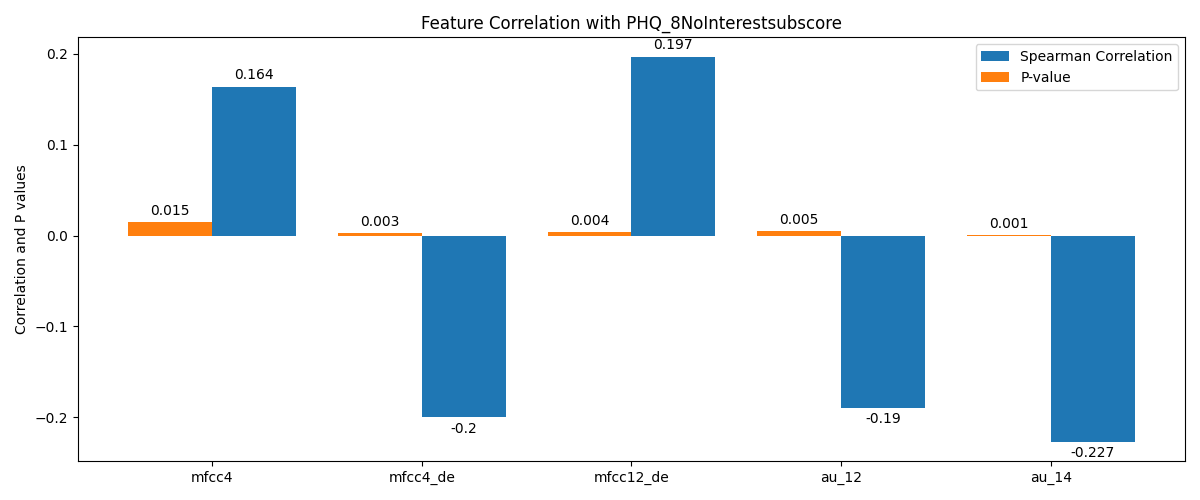 Feature Correlation with PHQ_8NoInterestsubscore
Spearman Correlation
P-value
Correlation and P values
0.2
0.1
0.0
−0.1
−0.2
0.015
0.164
0.003
-0.2
0.004
0.197
0.005
-0.19
0.001
-0.227
mfcc4
mfcc4_de
mfcc12_de
au_12
au_14